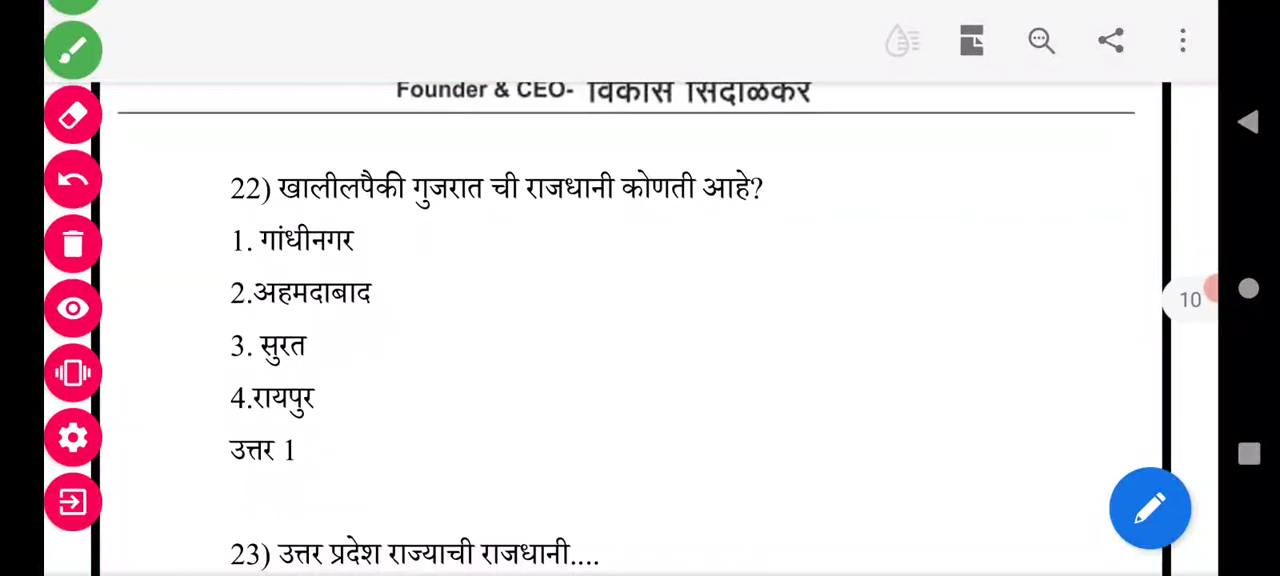 Founder & CEO- विकास सिंदाळकर
22) खालीलपैकी गुजरात ची राजधानी कोणती आहे?
1. गांधीनगर
2.अहमदाबाद
3. सुरत
4.रायपुर
उत्तर 1
10
23) उत्तर प्रदेश राज्याची राजधानी....